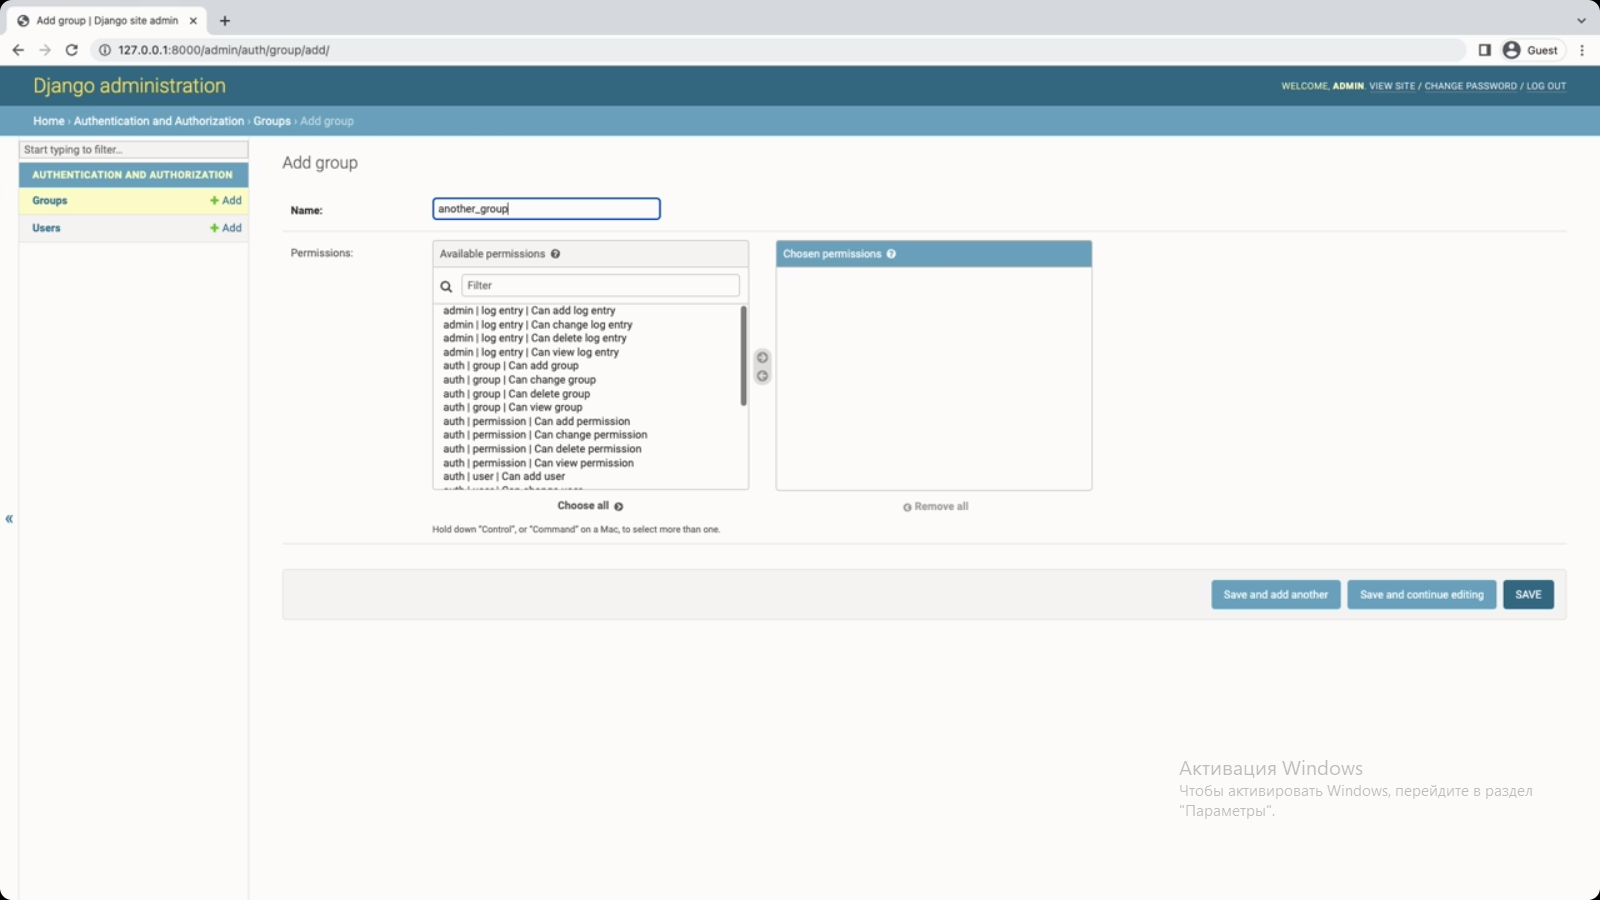 Add group | Django site admin
127.0.0.1:8000/admin/auth/group/add/
Guest
Django administration
WELCOME, ADMIN. VIEW SITE / CHANGE PASSWORD / LOG OUT
Home › Authentication and Authorization › Groups › Add group
Start typing to filter...
AUTHENTICATION AND AUTHORIZATION
Groups
+ Add
Users
+ Add
Add group
Name:
another_group
Permissions:
Available permissions
Filter
admin | log entry | Can add log entry
admin | log entry | Can change log entry
admin | log entry | Can delete log entry
admin | log entry | Can view log entry
auth | group | Can add group
auth | group | Can change group
auth | group | Can delete group
auth | group | Can view group
auth | permission | Can add permission
auth | permission | Can change permission
auth | permission | Can delete permission
auth | permission | Can view permission
auth | user | Can add user
Choose all
Hold down "Control", or "Command" on a Mac, to select more than one.
Chosen permissions
Remove all
Save and add another
Save and continue editing
SAVE
Активация Windows
Чтобы активировать Windows, перейдите в раздел
"Параметры".